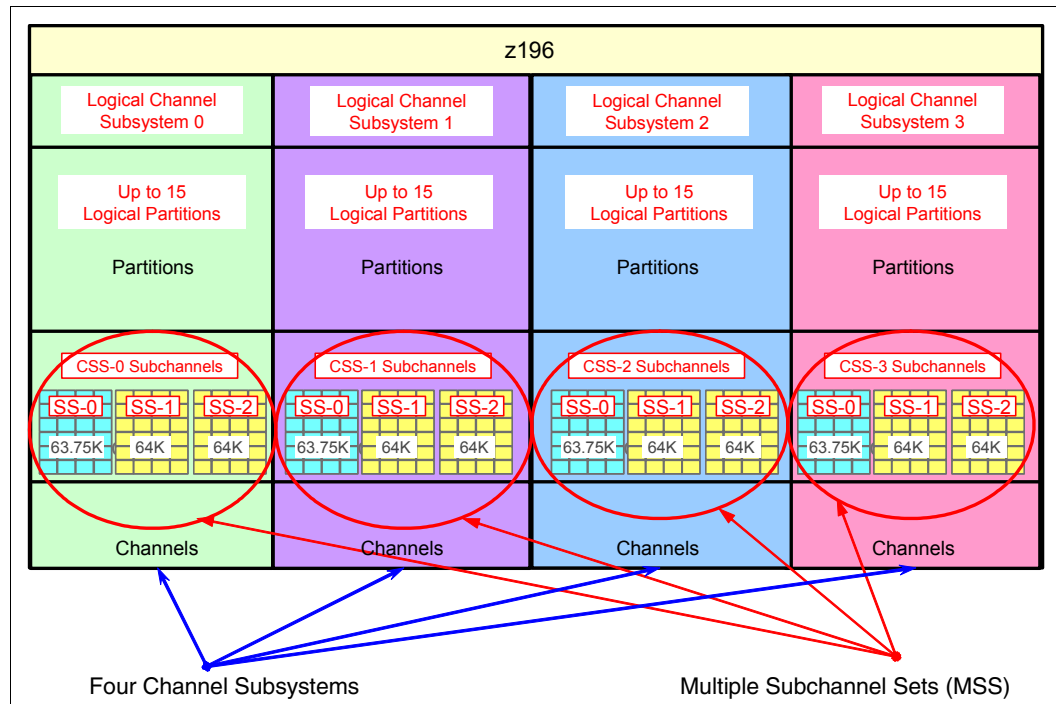 z196
Logical Channel
Subsystem 0
Logical Channel
Subsystem 1
Logical Channel
Subsystem 2
Logical Channel
Subsystem 3
Up to 15
Logical Partitions
Up to 15
Logical Partitions
Up to 15
Logical Partitions
Up to 15
Logical Partitions
Partitions
Partitions
Partitions
Partitions
CSS-0 Subchannels
SS-0
SS-1
SS-2
63.75K
64K
64K
CSS-1 Subchannels
SS-0
SS-1
SS-2
63.75K
64K
64K
CSS-2 Subchannels
SS-0
SS-1
SS-2
63.75K
64K
64K
CSS-3 Subchannels
SS-0
SS-1
SS-2
63.75K
64K
64K
Channels
Channels
Channels
Channels
Four Channel Subsystems
Multiple Subchannel Sets (MSS)